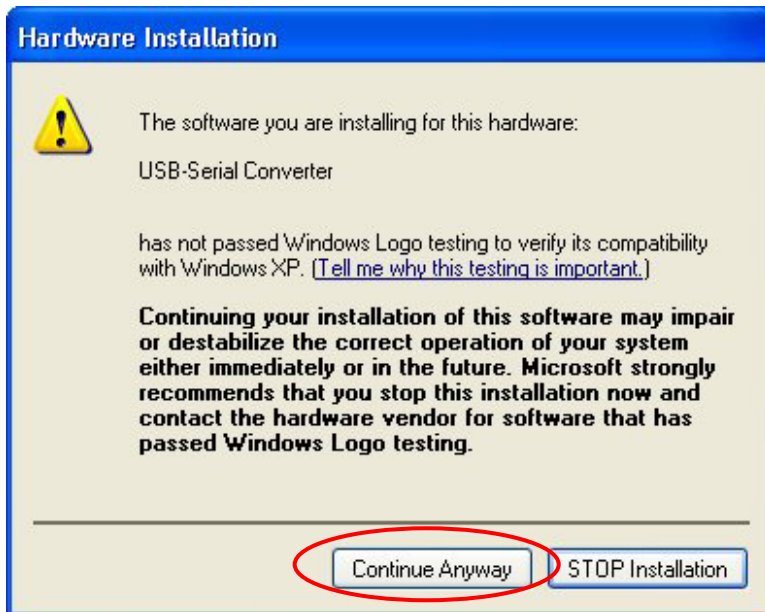 Hardware Installation
The software you are installing for this hardware:
USB-Serial Converter
has not passed Windows Logo testing to verify its compatibility
with Windows XP. (Tell me why this testing is important.)
Continuing your installation of this software may impair
or destabilize the correct operation of your system
either immediately or in the future. Microsoft strongly
recommends that you stop this installation now and
contact the hardware vendor for software that has
passed Windows Logo testing.
Continue Anyway
STOP Installation